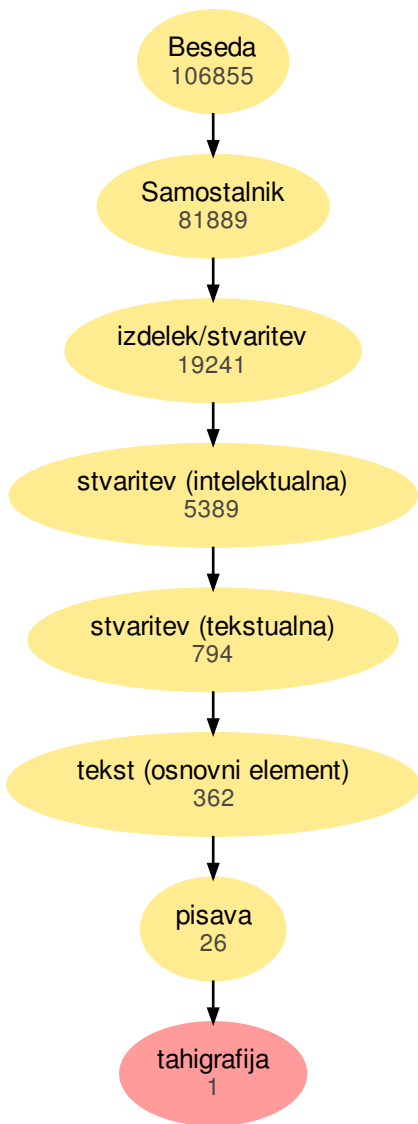 Beseda
106855
Samostalnik
81889
izdelek/stvaritev
19241
stvaritev (intelektualna)
5389
stvaritev (tekstualna)
794
tekst (osnovni element)
362
pisava
26
tahigrafija
1